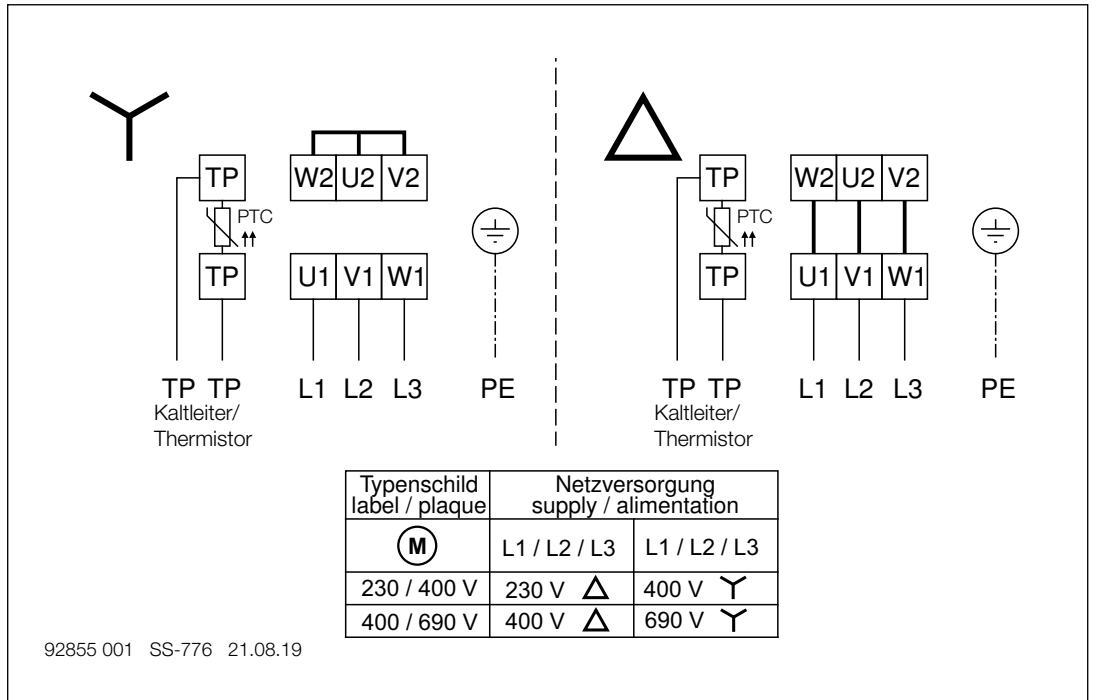 TP W2 U2 V2
PTC
TP U1 V1 W1
TP TP L1 L2 L3 PE
Kaltleiter/
Thermistor
TP W2 U2 V2
PTC
TP U1 V1 W1
TP TP L1 L2 L3 PE
Kaltleiter/
Thermistor
Typenschild Netzversorgung
label / plaque supply / alimentation
M L1 / L2 / L3 L1 / L2 / L3
230 / 400 V 230 V 400 V
400 / 690 V 400 V 690 V
92855 001 SS-776 21.08.19